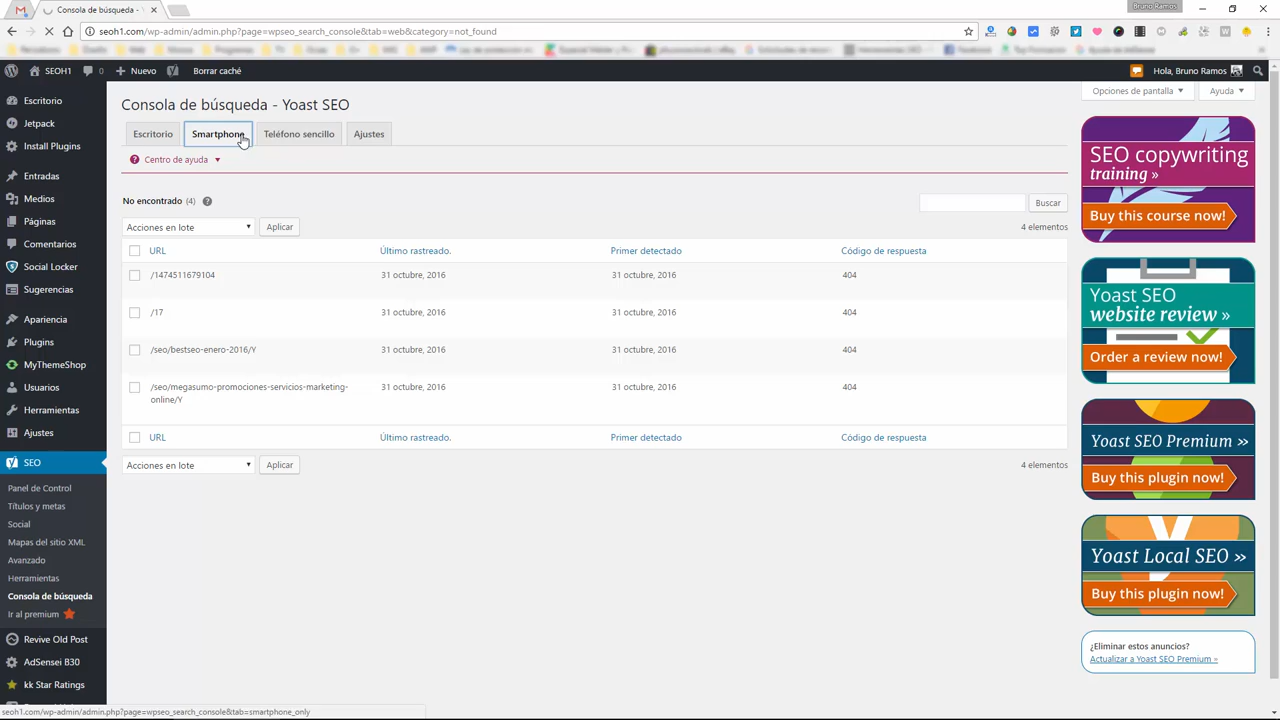 Bruno Ramos
Consola de búsqueda - Yo
seoh1.com/wp-admin/admin.php?page=wpseo_search_console&tab=web&category=not_found
SEOH1
0
Nuevo
Borrar caché
Hola, Bruno Ramos
Escritorio
Jetpack
Install Plugins
Entradas
Medios
Páginas
Comentarios
Social Locker
Sugerencias
Apariencia
Plugins
MyThemeShop
Usuarios
Herramientas
Ajustes
SEO
Panel de Control
Títulos y metas
Social
Mapas del sitio XML
Avanzado
Herramientas
Consola de búsqueda
Ir al premium
Revive Old Post
AdSensei B30
kk Star Ratings
Consola de búsqueda - Yoast SEO
Opciones de pantalla
Ayuda
Escritorio
Smartphone
Teléfono sencillo
Ajustes
Centro de ayuda
No encontrado (4)
Buscar
Acciones en lote
Aplicar
4 elementos
URL Último rastreado. Primer detectado Código de respuesta
/1474511679104 31 octubre, 2016 31 octubre, 2016 404
/17 31 octubre, 2016 31 octubre, 2016 404
/seo/bestseo-enero-2016/Y 31 octubre, 2016 31 octubre, 2016 404
/seo/megasumo-promociones-servicios-marketing- 31 octubre, 2016 31 octubre, 2016 404
online/Y
URL Último rastreado. Primer detectado Código de respuesta
Acciones en lote
Aplicar
4 elementos
SEO copywriting
training »
Buy this course now!
Yoast SEO
website review »
Order a review now!
Yoast SEO Premium »
Buy this plugin now!
Yoast Local SEO »
Buy this plugin now!
¿Eliminar estos anuncios?
Actualizar a Yoast SEO Premium »
seoh1.com/wp-admin/admin.php?page=wpseo_search_console&tab=smartphone_only